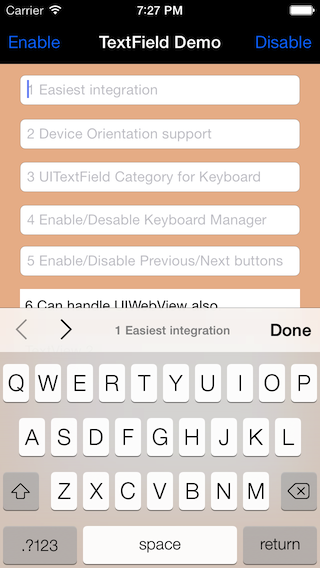 Carrier 7:27 PM
Enable TextField Demo Disable
1 Easiest integration
2 Device Orientation support
3 UITextField Category for Keyboard
4 Enable/Desable Keyboard Manager
5 Enable/Disable Previous/Next buttons
6 Can handle UIWebView also
1 Easiest integration Done
Q W E R T Y U I O P
A S D F G H J K L
Z X C V B N M
.?123 space return